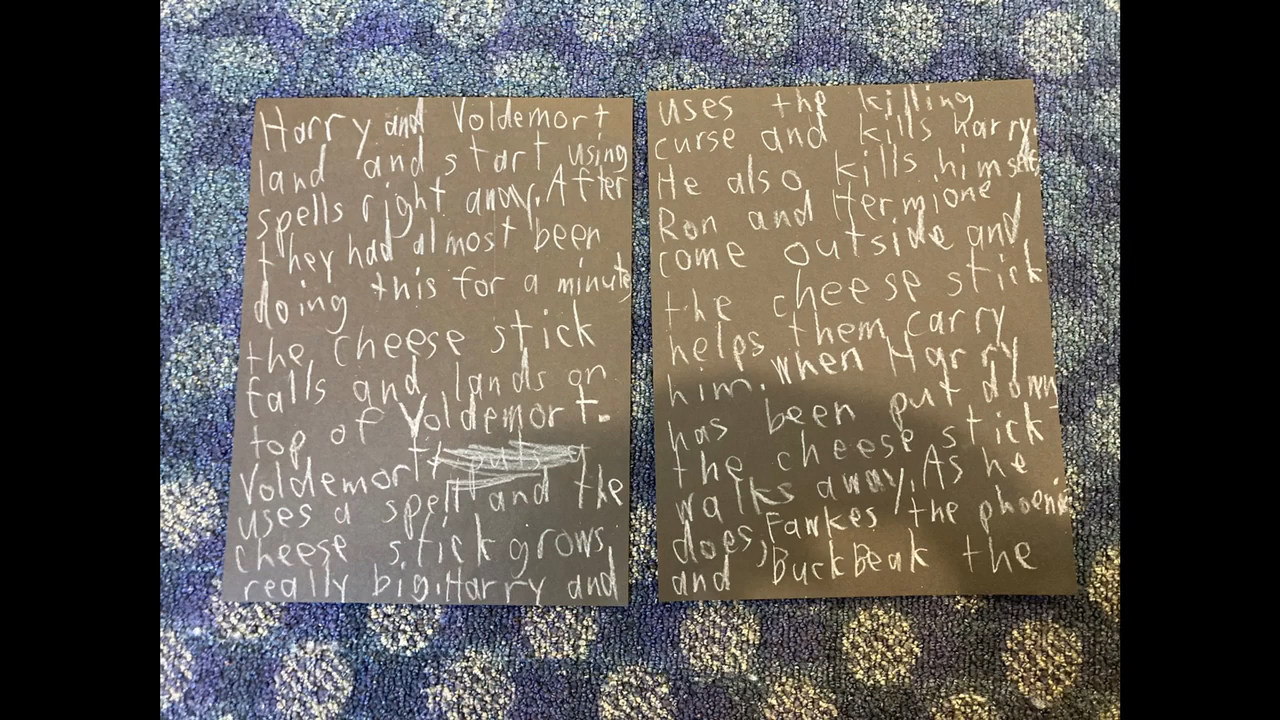 Harry and Voldemort
land and start using
spells right away. After
they had almost been
doing this for a minute
the cheese stick
falls and lands on
top of Voldemort.
Voldemort
uses a spell and the
cheese stick grows
really big. Harry and
uses the killing
curse and kills harry.
He also kills himself.
Ron and Hermione
come outside and
the cheese stick
helps them carry
him. When Harry
has been put down
the cheese stick
walks away. As he
does, Fawkes the phoenix
and BuckBeak the